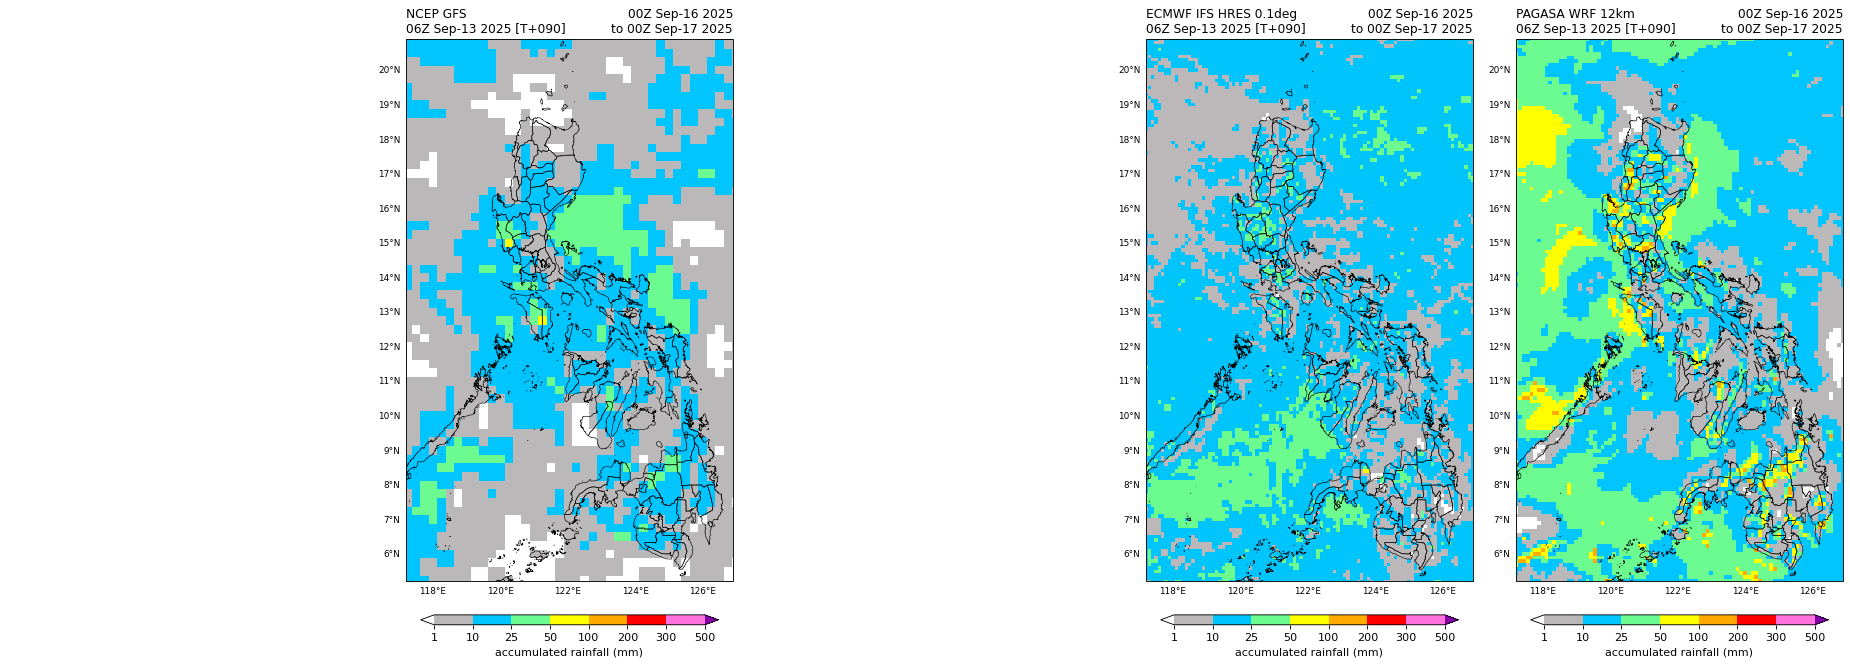 NCEP GFS 00Z Sep-16 2025
06Z Sep-13 2025 [T+090] to 00Z Sep-17 2025
20°N
19°N
18°N
17°N
16°N
15°N
14°N
13°N
12°N
11°N
10°N
9°N
8°N
7°N
6°N
118°E 120°E 122°E 124°E 126°E
1 10 25 50 100 200 300 500
accumulated rainfall (mm)
ECMWF IFS HRES 0.1deg 00Z Sep-16 2025
06Z Sep-13 2025 [T+090] to 00Z Sep-17 2025
20°N
19°N
18°N
17°N
16°N
15°N
14°N
13°N
12°N
11°N
10°N
9°N
8°N
7°N
6°N
118°E 120°E 122°E 124°E 126°E
1 10 25 50 100 200 300 500
accumulated rainfall (mm)
PAGASA WRF 12km 00Z Sep-16 2025
06Z Sep-13 2025 [T+090] to 00Z Sep-17 2025
20°N
19°N
18°N
17°N
16°N
15°N
14°N
13°N
12°N
11°N
10°N
9°N
8°N
7°N
6°N
118°E 120°E 122°E 124°E 126°E
1 10 25 50 100 200 300 500
accumulated rainfall (mm)